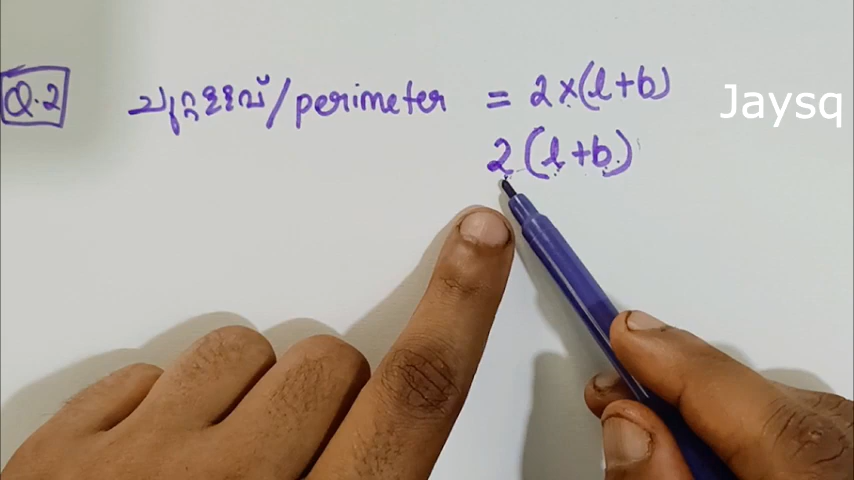 Q.2 ചുറ്റളവ്/perimeter = 2×(l+b) Jaysq
2(l+b)